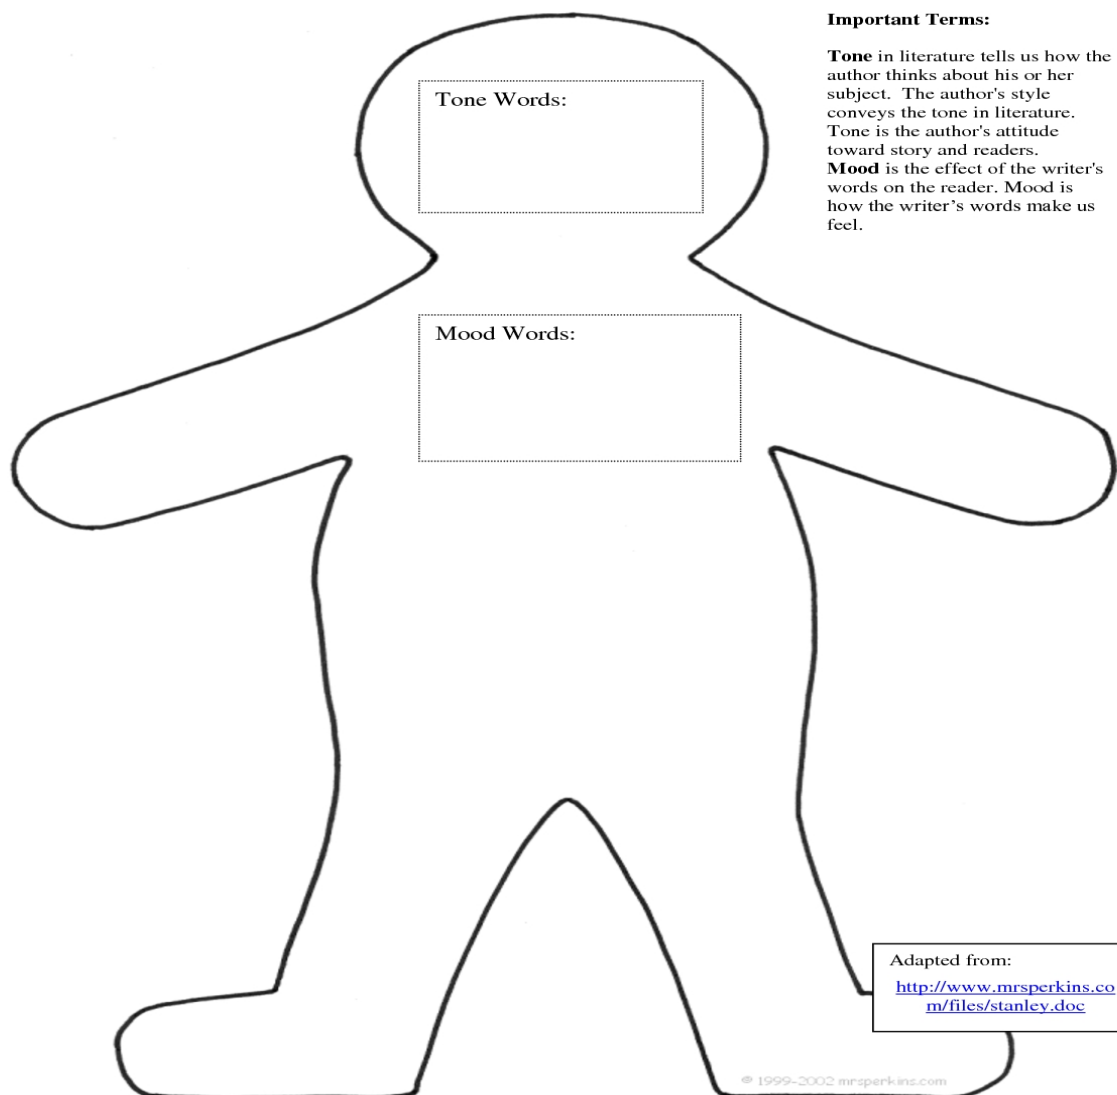 Important Terms:
Tone in literature tells us how the
author thinks about his or her
subject.  The author's style
conveys the tone in literature.
Tone is the author's attitude
toward story and readers.
Mood is the effect of the writer's
words on the reader. Mood is
how the writer’s words make us
feel.
Tone Words:
Mood Words:
Adapted from:
http://www.mrsperkins.co
m/files/stanley.doc
© 1999-2002 mrsperkins.com